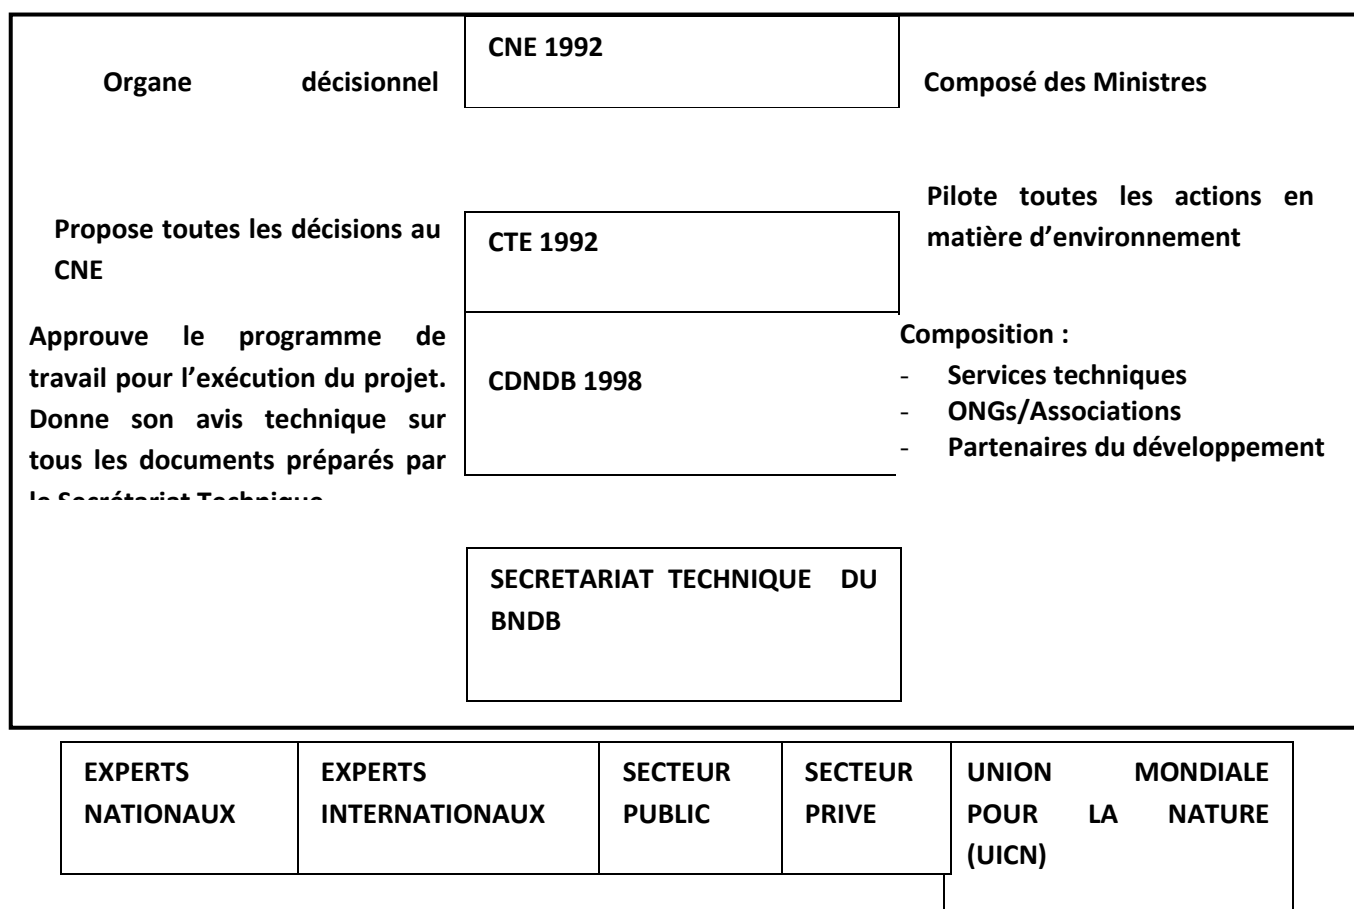 CNE 1992
Organe décisionnel
Composé des Ministres
Propose toutes les décisions au
CNE
CTE 1992
Pilote toutes les actions en
matière d’environnement
Approuve le programme de
travail pour l’exécution du projet.
Donne son avis technique sur
tous les documents préparés par
le Secrétariat Technique
CDNDB 1998
Composition :
- Services techniques
- ONGs/Associations
- Partenaires du développement
SECRETARIAT TECHNIQUE DU
BNDB
EXPERTS
NATIONAUX
EXPERTS
INTERNATIONAUX
SECTEUR
PUBLIC
SECTEUR
PRIVE
UNION MONDIALE
POUR LA NATURE
(UICN)